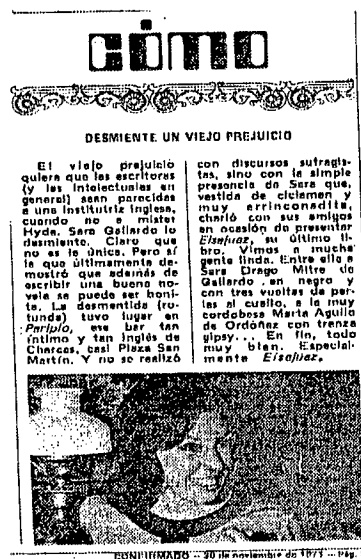 CÓMO
DESMIENTE UN VIEJO PREJUICIO
El viejo prejuicio
quiere que las escritoras
(y las intelectuales en
general) sean parecidas
a una institutriz inglesa,
cuando no a mister
Hyde. Sara Gallardo lo
desmiente. Claro que
no es la única. Pero sí
la que últimamente de-
mostró que además de
escribir una buena no-
vela se puede ser boni-
ta. La desmentida (ro-
tunda) tuvo lugar en
Periplo, ese bar tan
íntimo y tan inglés de
Charcas, casi Plaza San
Martín. Y no se realizó
con discursos sufragis-
tas, sino con la simple
presencia de Sara que,
vestida de ciclamen y
muy arrinconadita,
charló con sus amigos
en ocasión de presentar
Eisejuaz, su último li-
bro. Vimos a mucha
gente linda. Entre ella a
Sara Drago Mitre de
Gallardo, en negro y
con tres vueltas de per-
las al cuello, a la muy
cordobesa Marta Aguila
de Ordóñez con trenza
gipsy... En fin, todo
muy bien. Especial-
mente Eisejuaz.
CONFIRMADO – 30 de noviembre de 1971 – Pág.